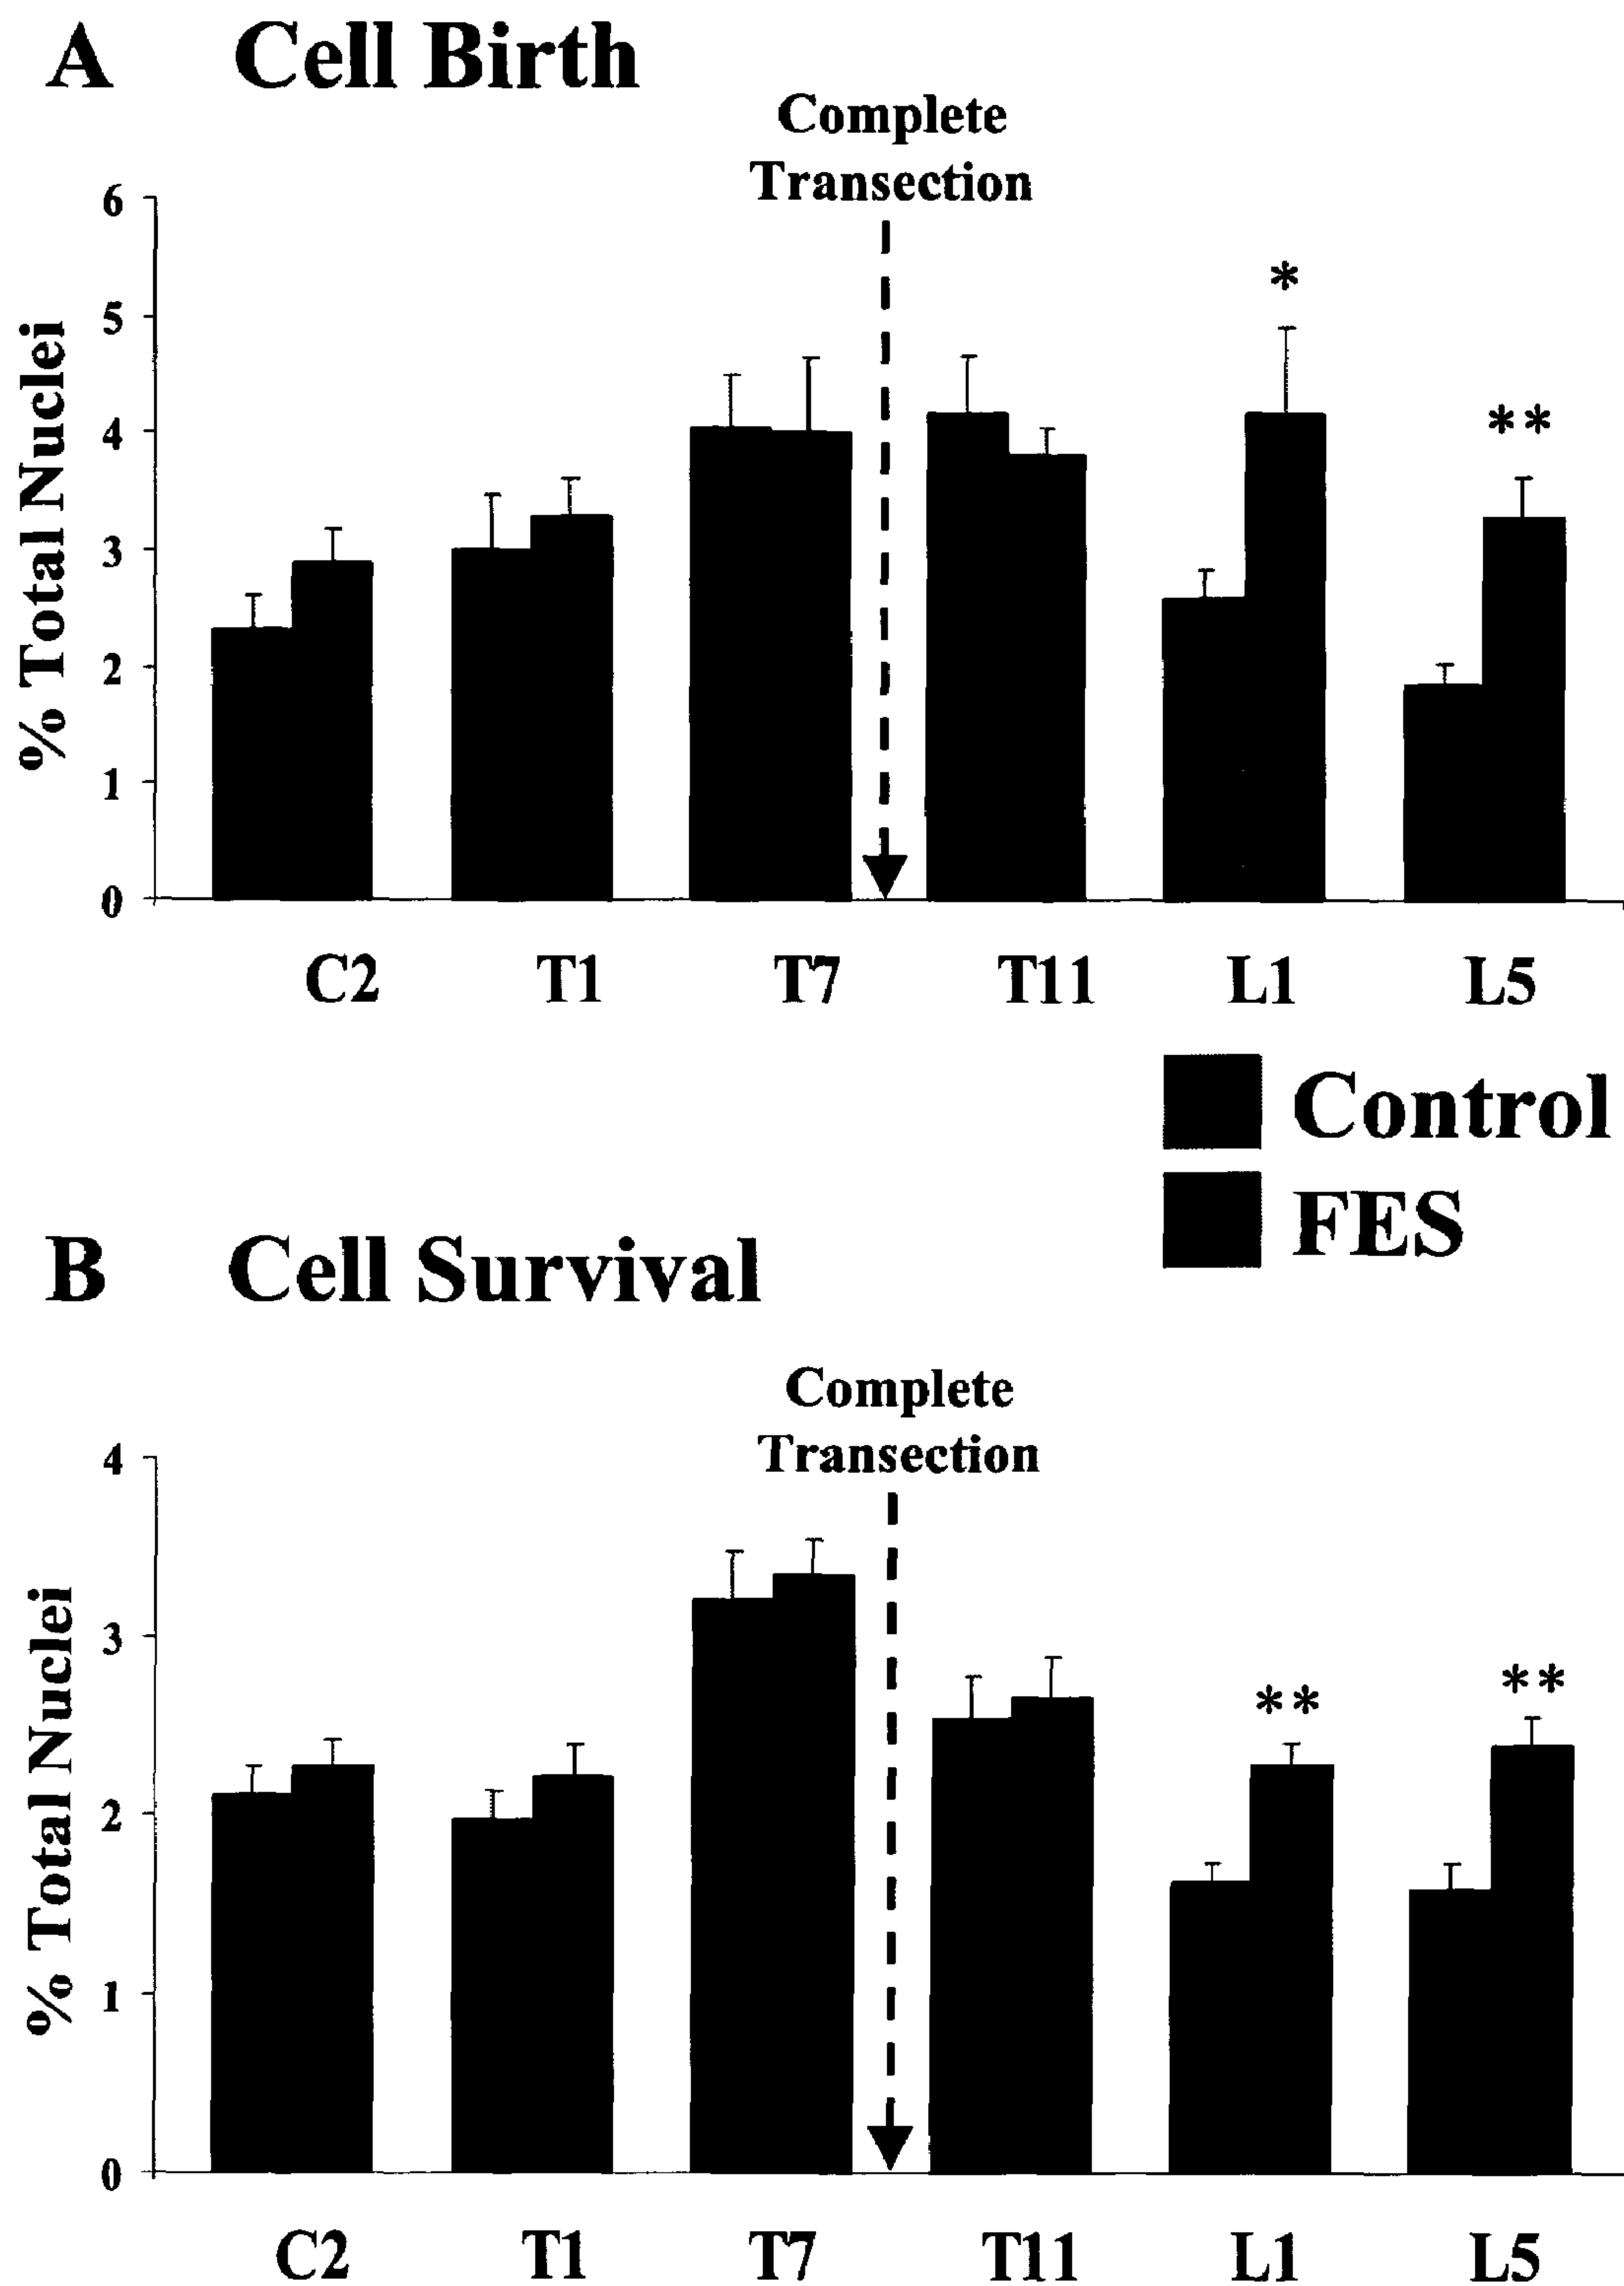 A Cell Birth
Complete
Transection
6
5
4
3
2
1
0
% Total Nuclei
*
**
C2 T1 T7 T11 L1 L5
Control
FES
B Cell Survival
Complete
Transection
4
3
2
1
0
% Total Nuclei
**
**
C2 T1 T7 T11 L1 L5